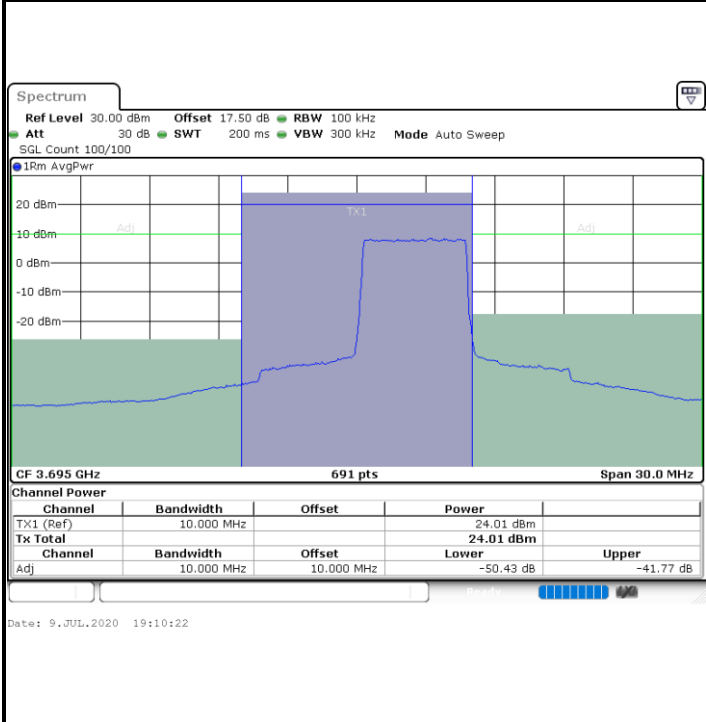 Spectrum
Ref Level 30.00 dBm Offset 17.50 dB RBW 100 kHz
Att 30 dB SWT 200 ms VBW 300 kHz Mode Auto Sweep
SGL Count 100/100
1Rm AvgPwr
20 dBm
TX1
Adj
Adj
10 dBm
0 dBm
-10 dBm
-20 dBm
CF 3.695 GHz 691 pts Span 30.0 MHz
Channel Power
Channel Bandwidth Offset Power
TX1 (Ref) 10.000 MHz 24.01 dBm
Tx Total 24.01 dBm
Channel Bandwidth Offset Lower Upper
Adj 10.000 MHz 10.000 MHz -50.43 dB -41.77 dB
Ready
Date: 9.JUL.2020 19:10:22